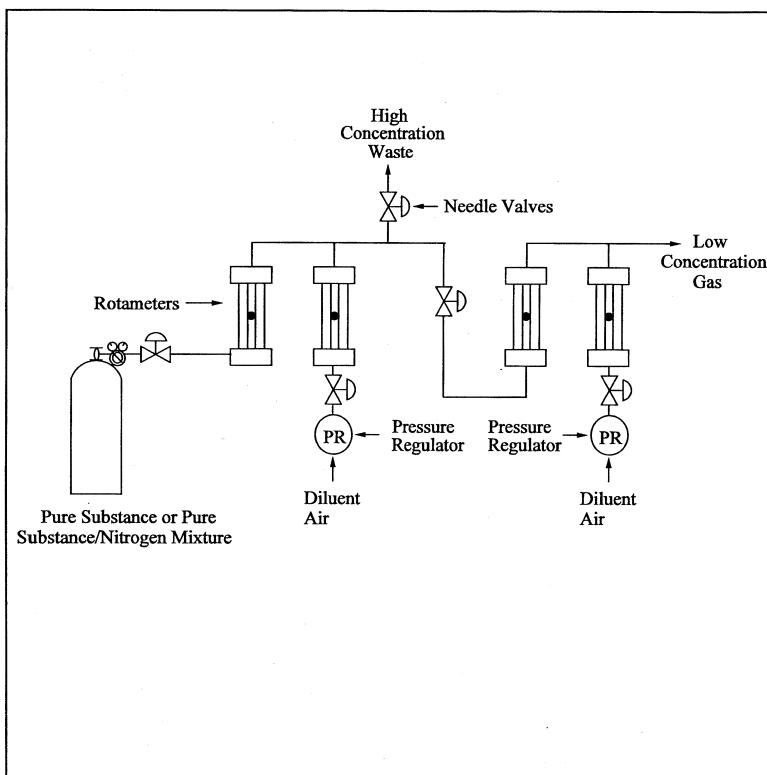 High
Concentration
Waste
Needle Valves
Low
Concentration
Gas
Rotameters
Pressure
Regulator
PR
Pressure
Regulator
PR
Diluent
Air
Diluent
Air
Pure Substance or Pure
Substance/Nitrogen Mixture